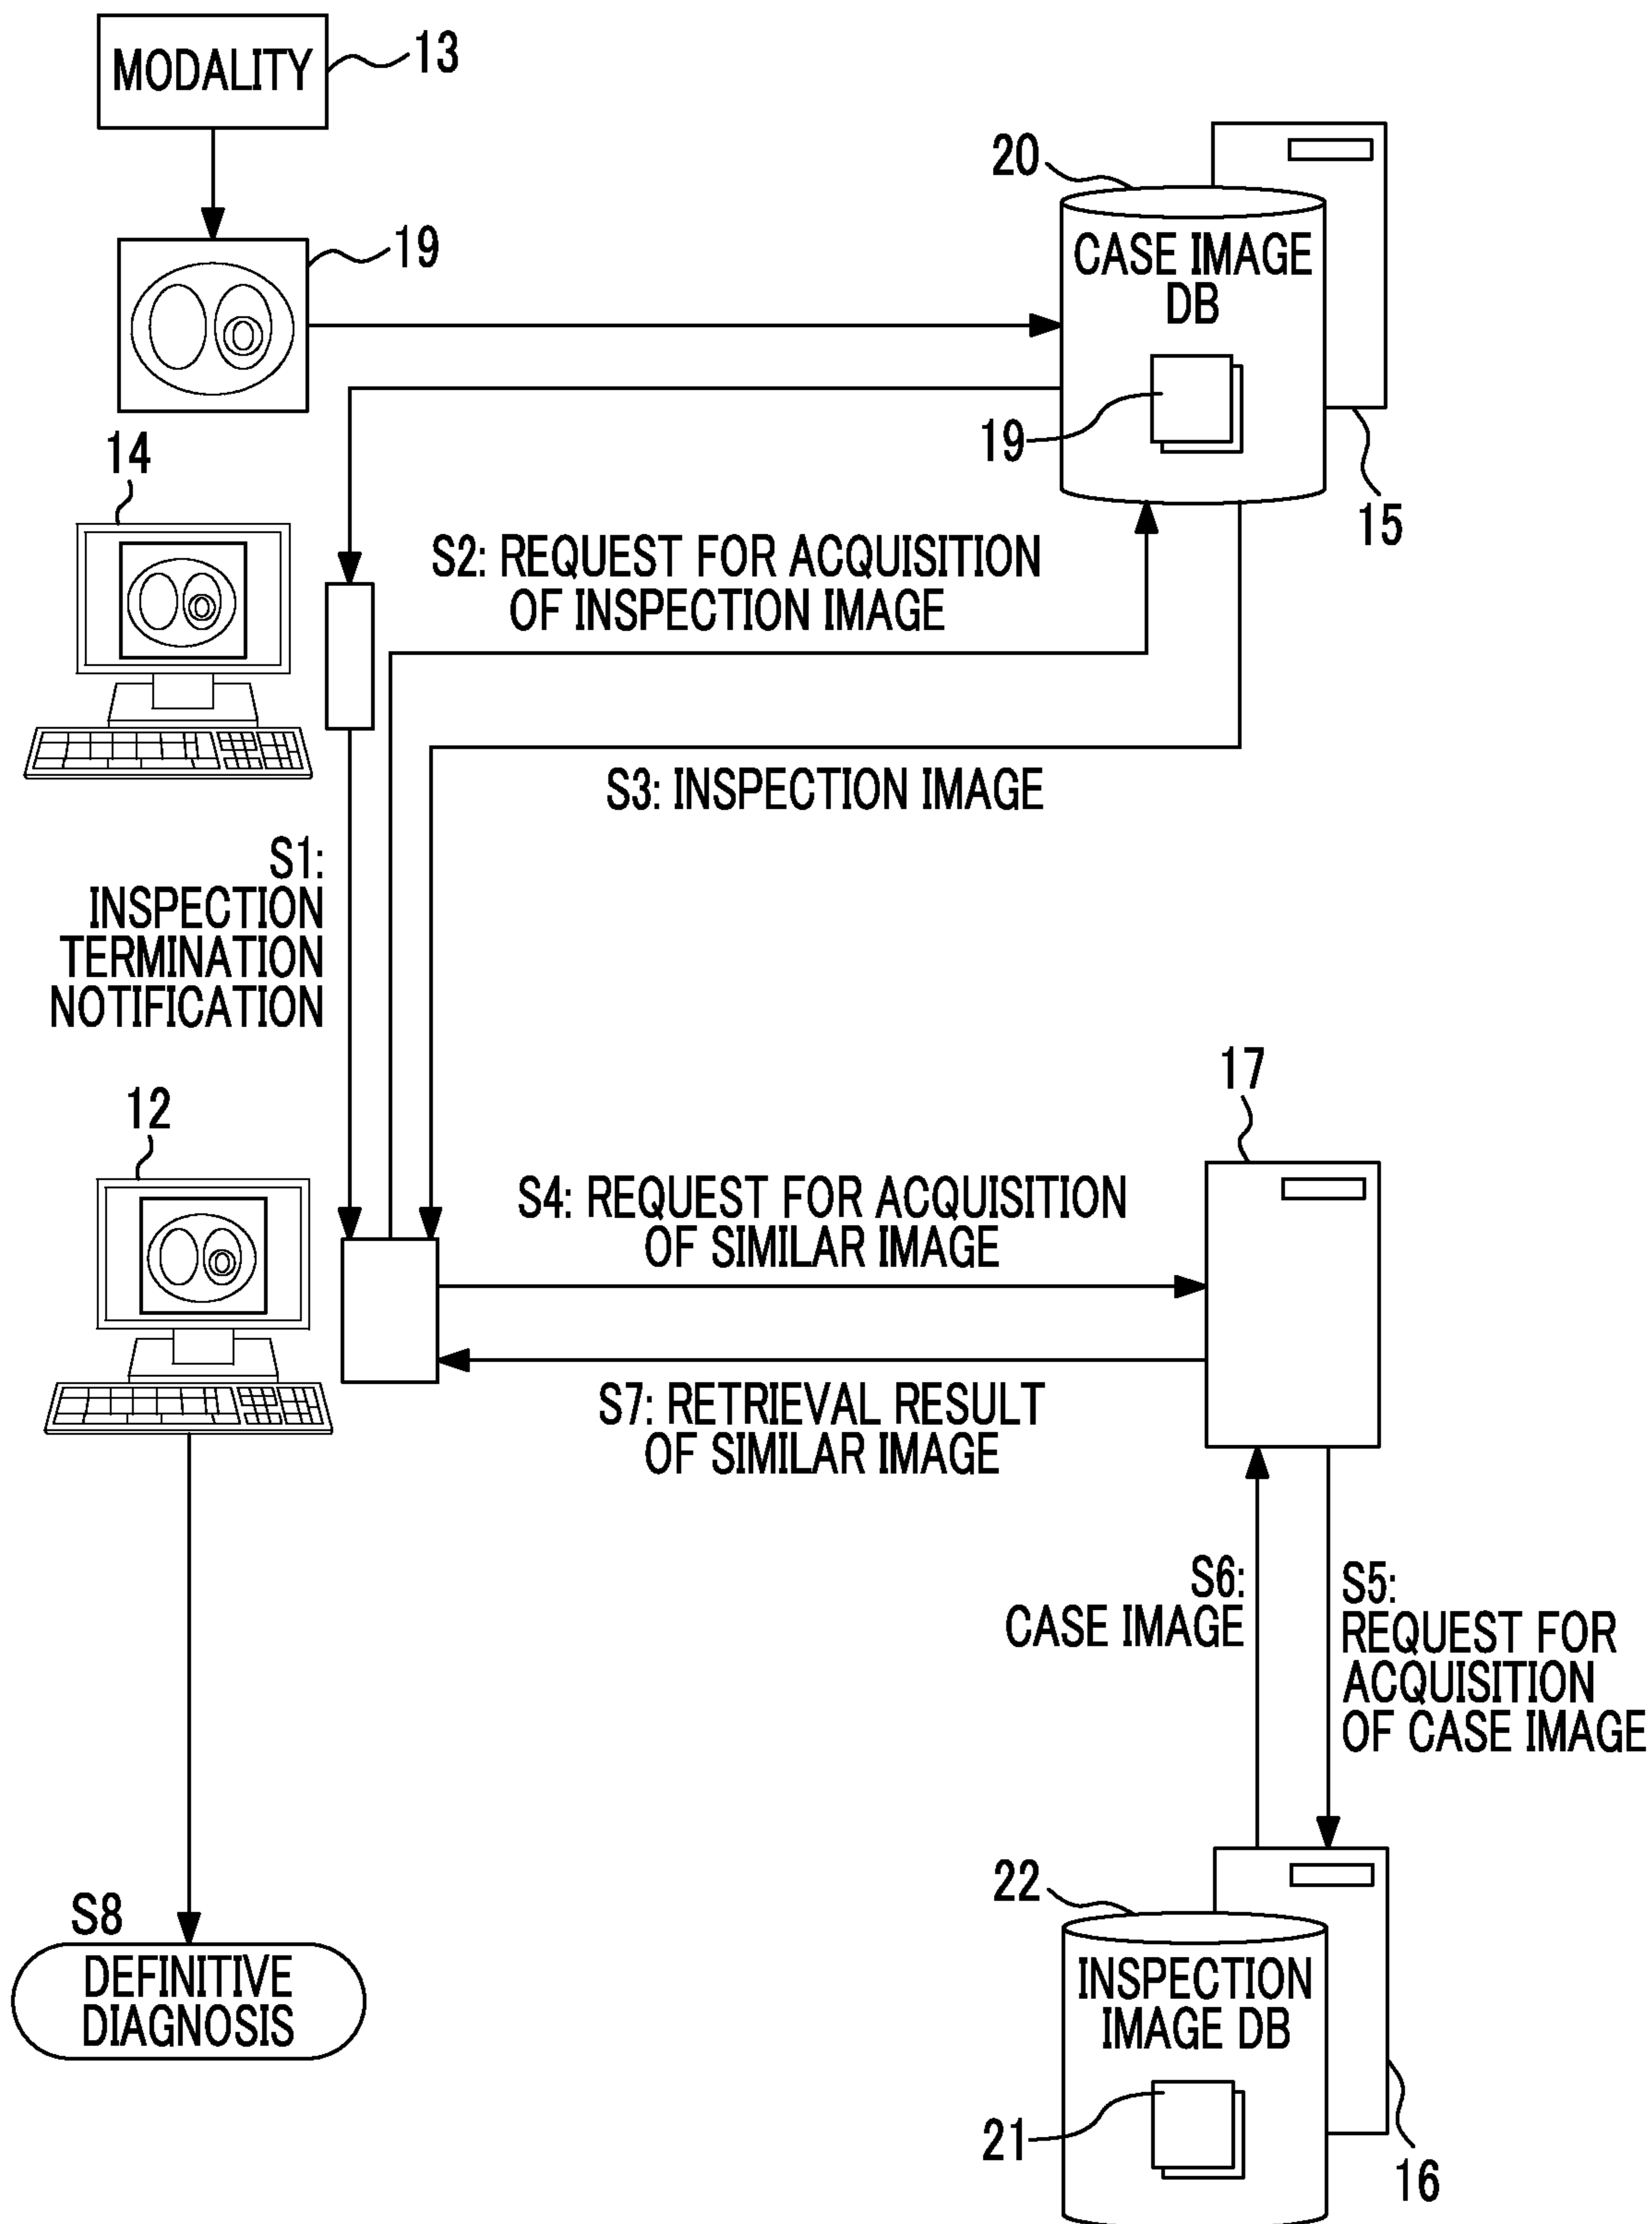 MODALITY
13
19
20
CASE IMAGE
DB
19
15
14
S2: REQUEST FOR ACQUISITION
OF INSPECTION IMAGE
S3: INSPECTION IMAGE
S1:
INSPECTION
TERMINATION
NOTIFICATION
12
17
S4: REQUEST FOR ACQUISITION
OF SIMILAR IMAGE
S7: RETRIEVAL RESULT
OF SIMILAR IMAGE
S6:
CASE IMAGE
S5:
REQUEST FOR
ACQUISITION
OF CASE IMAGE
S8
DEFINITIVE
DIAGNOSIS
22
INSPECTION
IMAGE DB
21
16